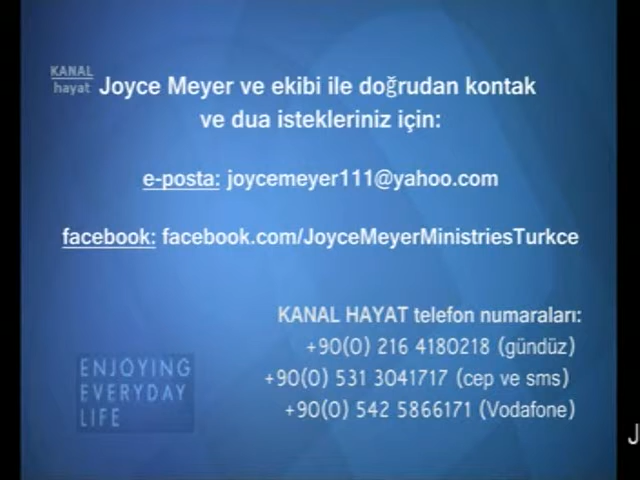 KANAL
hayat
Joyce Meyer ve ekibi ile doğrudan kontak
ve dua istekleriniz için:
e-posta: joycemeyer111@yahoo.com
facebook: facebook.com/JoyceMeyerMinistriesTurkce
KANAL HAYAT telefon numaraları:
+90(0) 216 4180218 (gündüz)
+90(0) 531 3041717 (cep ve sms)
+90(0) 542 5866171 (Vodafone)
ENJOYING
EVERYDAY
LIFE
J